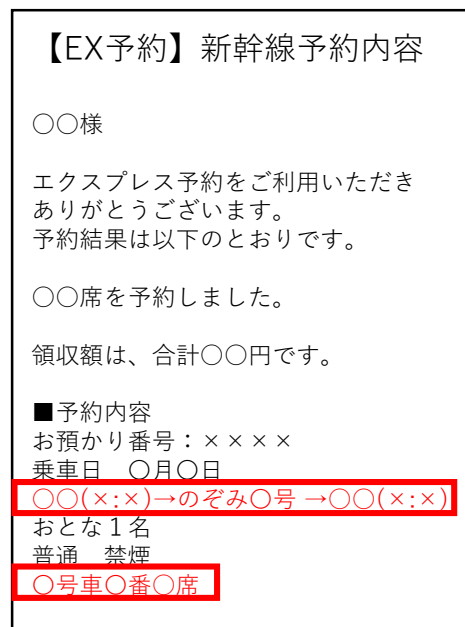 【EX予約】新幹線予約内容
○○様
エクスプレス予約をご利用いただき
ありがとうございます。
予約結果は以下のとおりです。
○○席を予約しました。
領収額は、合計○○円です。
■予約内容
お預かり番号：××××
乗車日　○月○日
○○(×:×)→のぞみ○号 →○○(×:×)
おとな１名
普通　禁煙
○号車○番○席